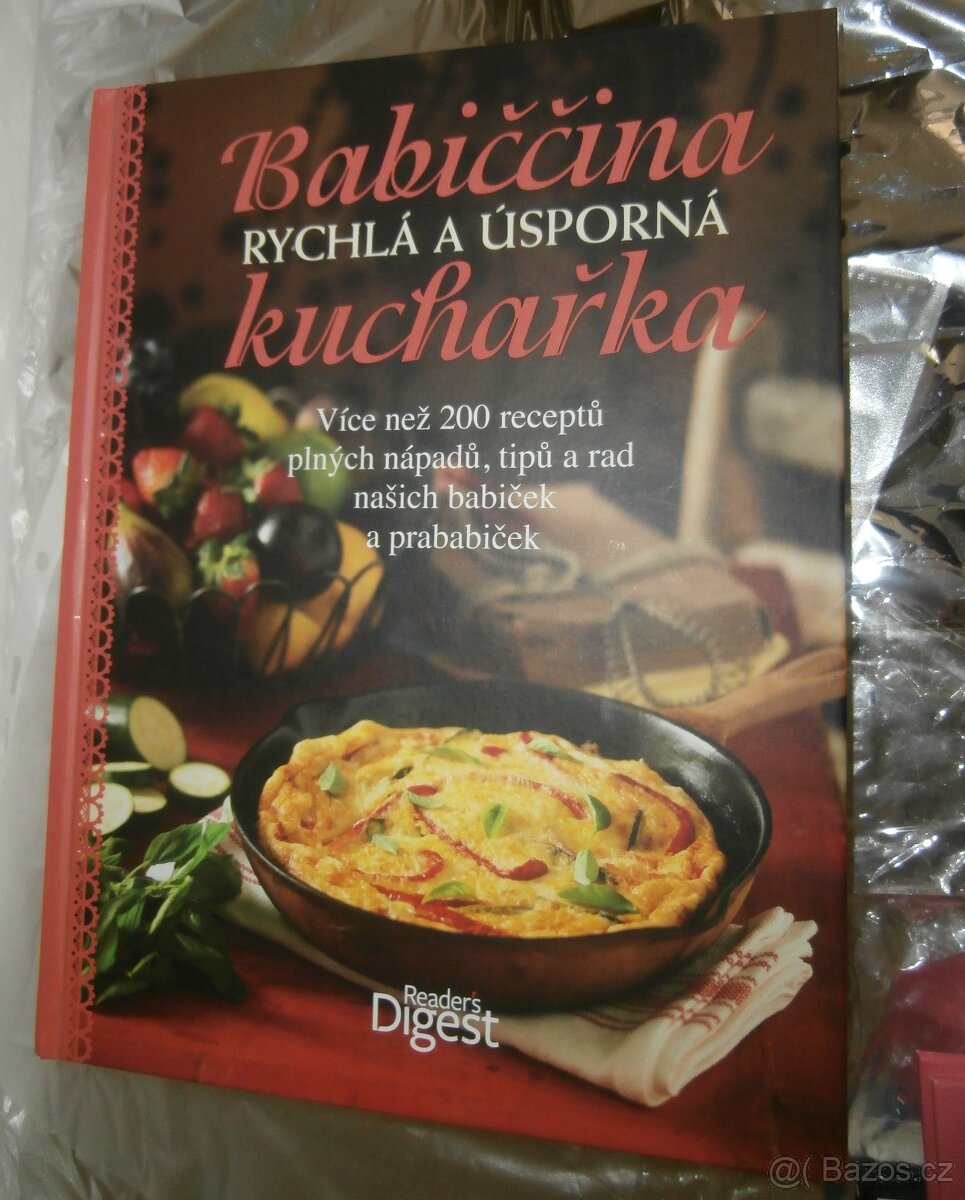 Babiččina
RYCHLÁ A ÚSPORNÁ
kuchařka
Více než 200 receptů
plných nápadů, tipů a rad
našich babiček
a prababiček
Reader's
Digest
@( Bazos.cz